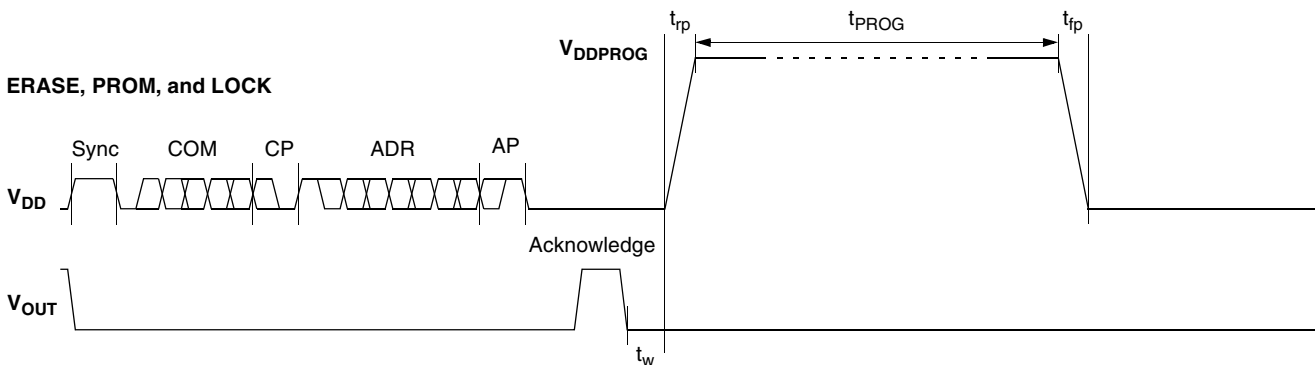 t_rp t_PROG t_fp
V_DDPROG
ERASE, PROM, and LOCK
Sync COM CP ADR AP
V_DD
Acknowledge
V_OUT
t_w